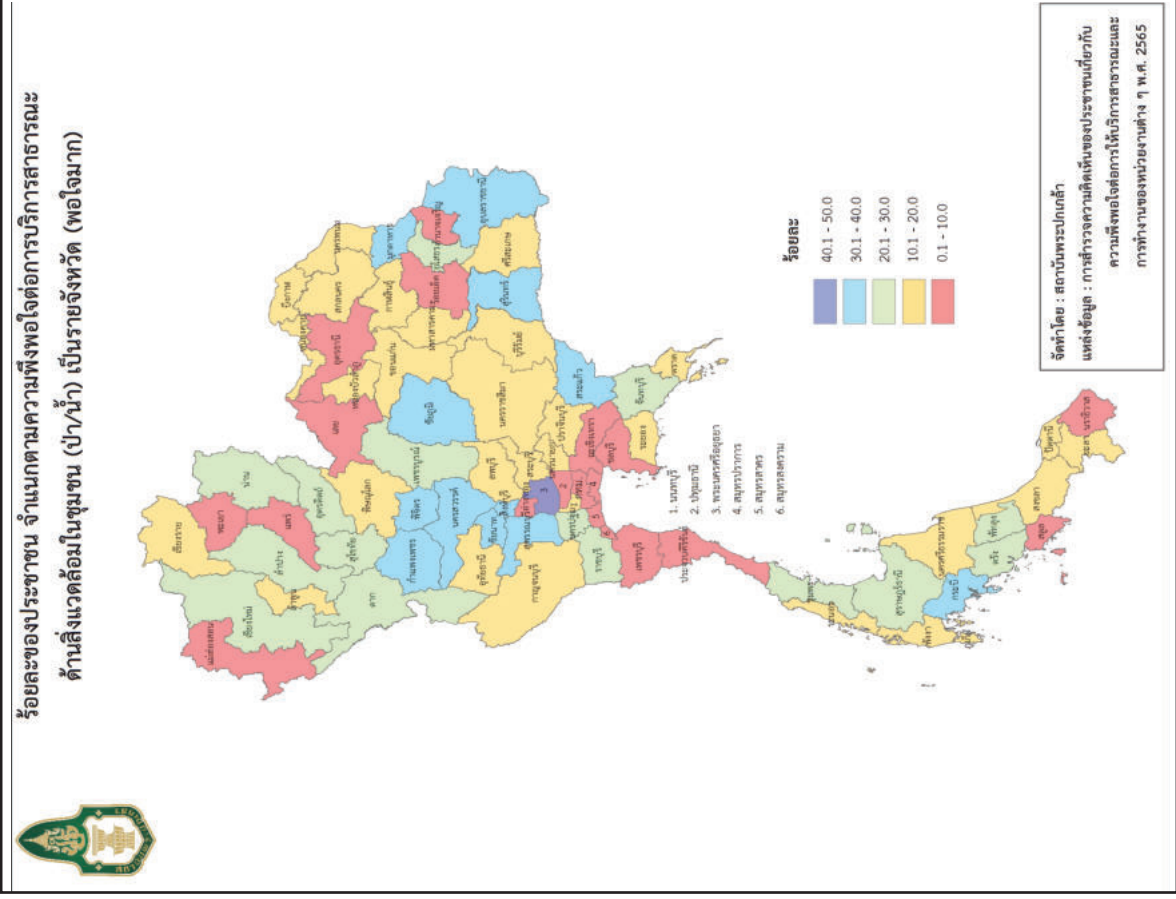 ร้อยละของประชาชน จำแนกตามความพึงพอใจต่อการบริการสาธารณะ
ด้านสิ่งแวดล้อมในชุมชน (ป่า/น้ำ) เป็นรายจังหวัด (พอใจมาก)
เชียงราย
แม่ฮ่องสอน
พะเยา
น่าน
เชียงใหม่
ลำปาง
แพร่
ลำพูน
อุตรดิตถ์
ตาก
สุโขทัย
พิษณุโลก
เลย
หนองบัวลำภู
อุดรธานี
บึงกาฬ
สกลนคร
นครพนม
กำแพงเพชร
พิจิตร
เพชรบูรณ์
ชัยภูมิ
ขอนแก่น
กาฬสินธุ์
มหาสารคาม
ร้อยเอ็ด
มุกดาหาร
ยโสธร
อำนาจเจริญ
อุบลราชธานี
นครสวรรค์
อุทัยธานี
ชัยนาท
ลพบุรี
นครราชสีมา
บุรีรัมย์
สุรินทร์
ศรีสะเกษ
กาญจนบุรี
สุพรรณบุรี
สระบุรี
ปราจีนบุรี
สระแก้ว
ฉะเชิงเทรา
ชลบุรี
ระยอง
จันทบุรี
ตราด
ราชบุรี
เพชรบุรี
ประจวบคีรีขันธ์
ชุมพร
ระนอง
สุราษฎร์ธานี
พังงา
ภูเก็ต
กระบี่
นครศรีธรรมราช
ตรัง
พัทลุง
สตูล
สงขลา
ปัตตานี
ยะลา
นราธิวาส
3
2
1
4
5
6
1. นนทบุรี
2. ปทุมธานี
3. พระนครศรีอยุธยา
4. สมุทรปราการ
5. สมุทรสาคร
6. สมุทรสงคราม
ร้อยละ
40.1 - 50.0
30.1 - 40.0
20.1 - 30.0
10.1 - 20.0
0.1 - 10.0
จัดทำโดย : สถาบันพระปกเกล้า
แหล่งข้อมูล : การสำรวจความคิดเห็นของประชาชนเกี่ยวกับ
ความพึงพอใจต่อการให้บริการสาธารณะและ
การทำงานของหน่วยงานต่าง ๆ พ.ศ. 2565